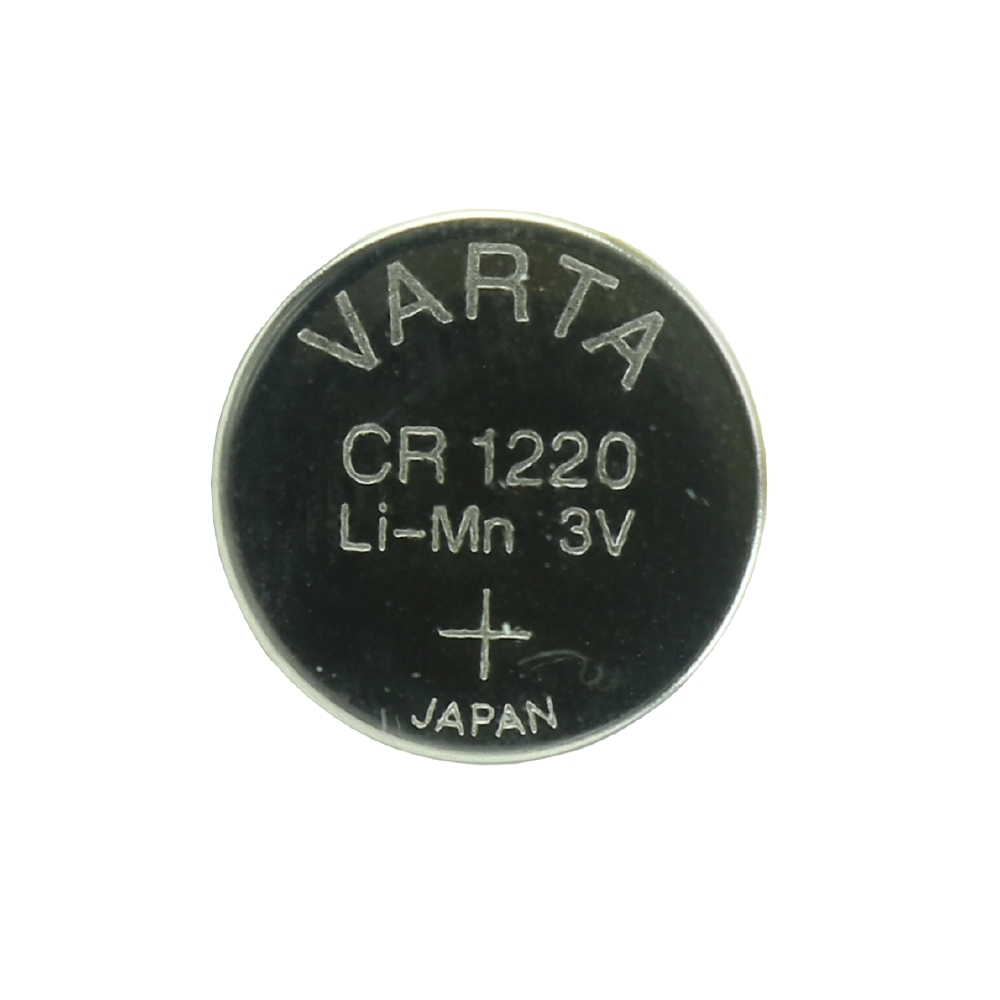 VARTA
CR 1220
Li-Mn 3V
+
JAPAN